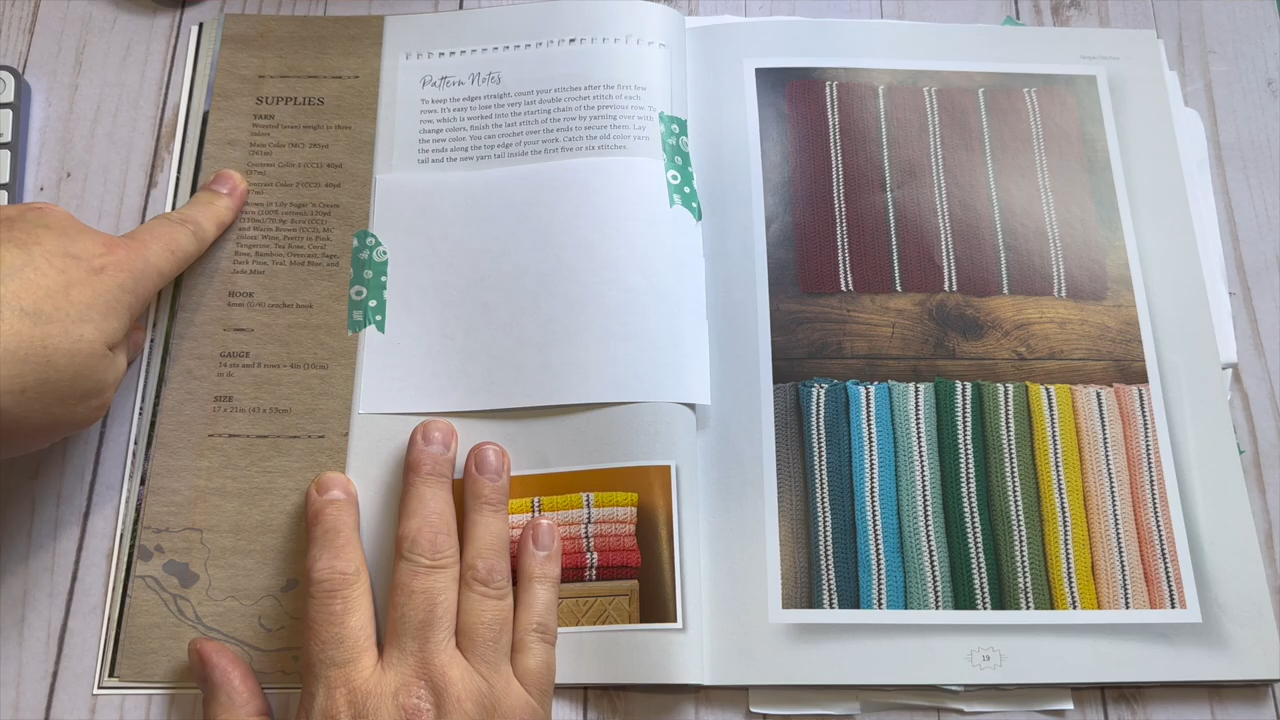 SUPPLIES
YARN
Worsted (aran) weight in three
colors
Main Color (MC): 285yd
(261m)
Contrast Color 1 (CC1): 40yd
(37m)
Contrast Color 2 (CC2): 40yd
Shown in Lily Sugar 'n Cream
yarn (100% cotton; 120yd
(110m)/70.9g: Ecru (CC1)
and Warm Brown (CC2), MC
colors: Wine, Pretty in Pink,
Tangerine, Tea Rose, Coral
Rose, Bamboo, Overcast, Sage,
Dark Pine, Teal, Mod Blue, and
Jade Mist
HOOK
4mm (G/6) crochet hook
GAUGE
14 sts and 8 rows = 4in (10cm)
in dc.
SIZE
17 x 21in (43 x 53cm)
Pattern Notes
To keep the edges straight, count your stitches after the first few
rows. It's easy to lose the very last double crochet stitch of each
row, which is worked into the starting chain of the previous row. To
change colors, finish the last stitch of the row by yarning over with
the new color. You can crochet over the ends to secure them. Lay
the ends along the top edge of your work. Catch the old color yarn
tail and the new yarn tail inside the first five or six stitches.
19